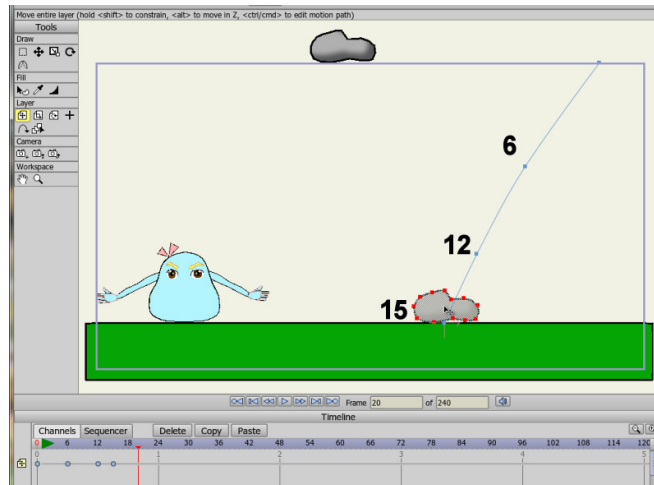 Move entire layer (hold <shift> to constrain, <alt> to move in Z, <ctrl/cmd> to edit motion path)
Tools
Draw
Fill
Layer
Camera
Workspace
6
12
15
Frame 20 of 240
Timeline
Channels Sequencer Delete Copy Paste
0 6 12 18 24 30 36 42 48 54 60 66 72 78 84 90 96 102 108 114 120
0 1 2 3 4 5